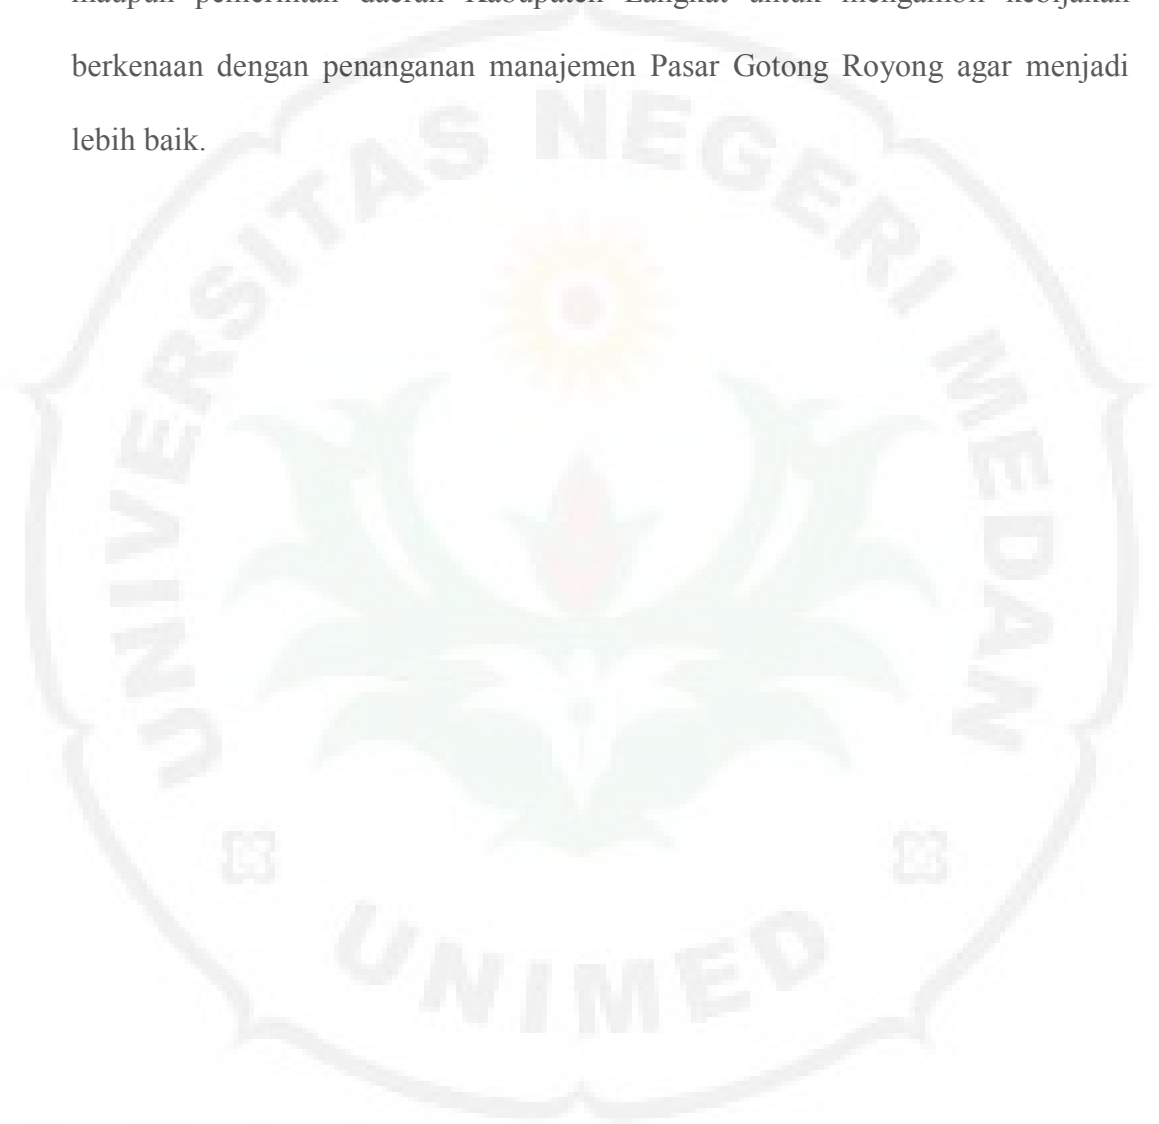 maupun pemerintah daerah Kabupaten Langkat untuk mengambil kebijakan
berkenaan dengan penanganan manajemen Pasar Gotong Royong agar menjadi
lebih baik.
UNIVERSITAS NEGERI MEDAN
UNIMED